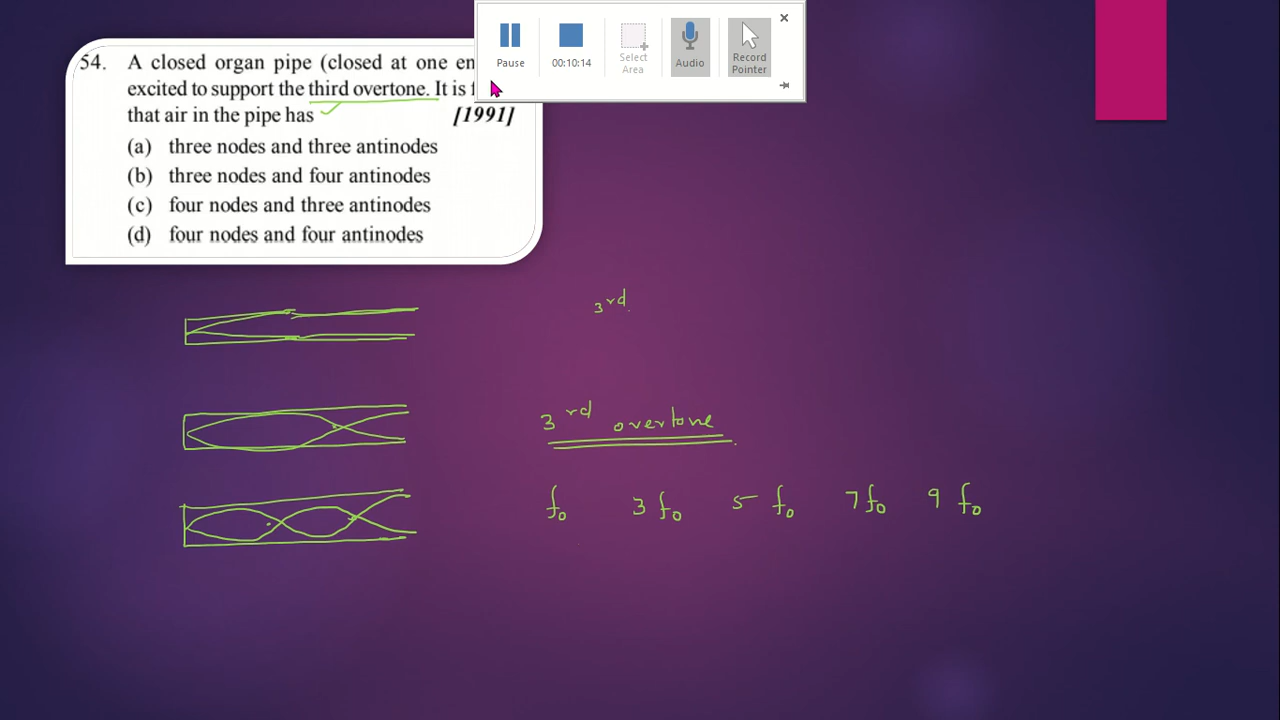 Pause
00:10:14
Select
Area
Audio
Record
Pointer
54. A closed organ pipe (closed at one en
excited to support the third overtone. It is f
that air in the pipe has [1991]
(a) three nodes and three antinodes
(b) three nodes and four antinodes
(c) four nodes and three antinodes
(d) four nodes and four antinodes
3rd
3rd overtone
f₀ 3f₀ 5f₀ 7f₀ 9f₀